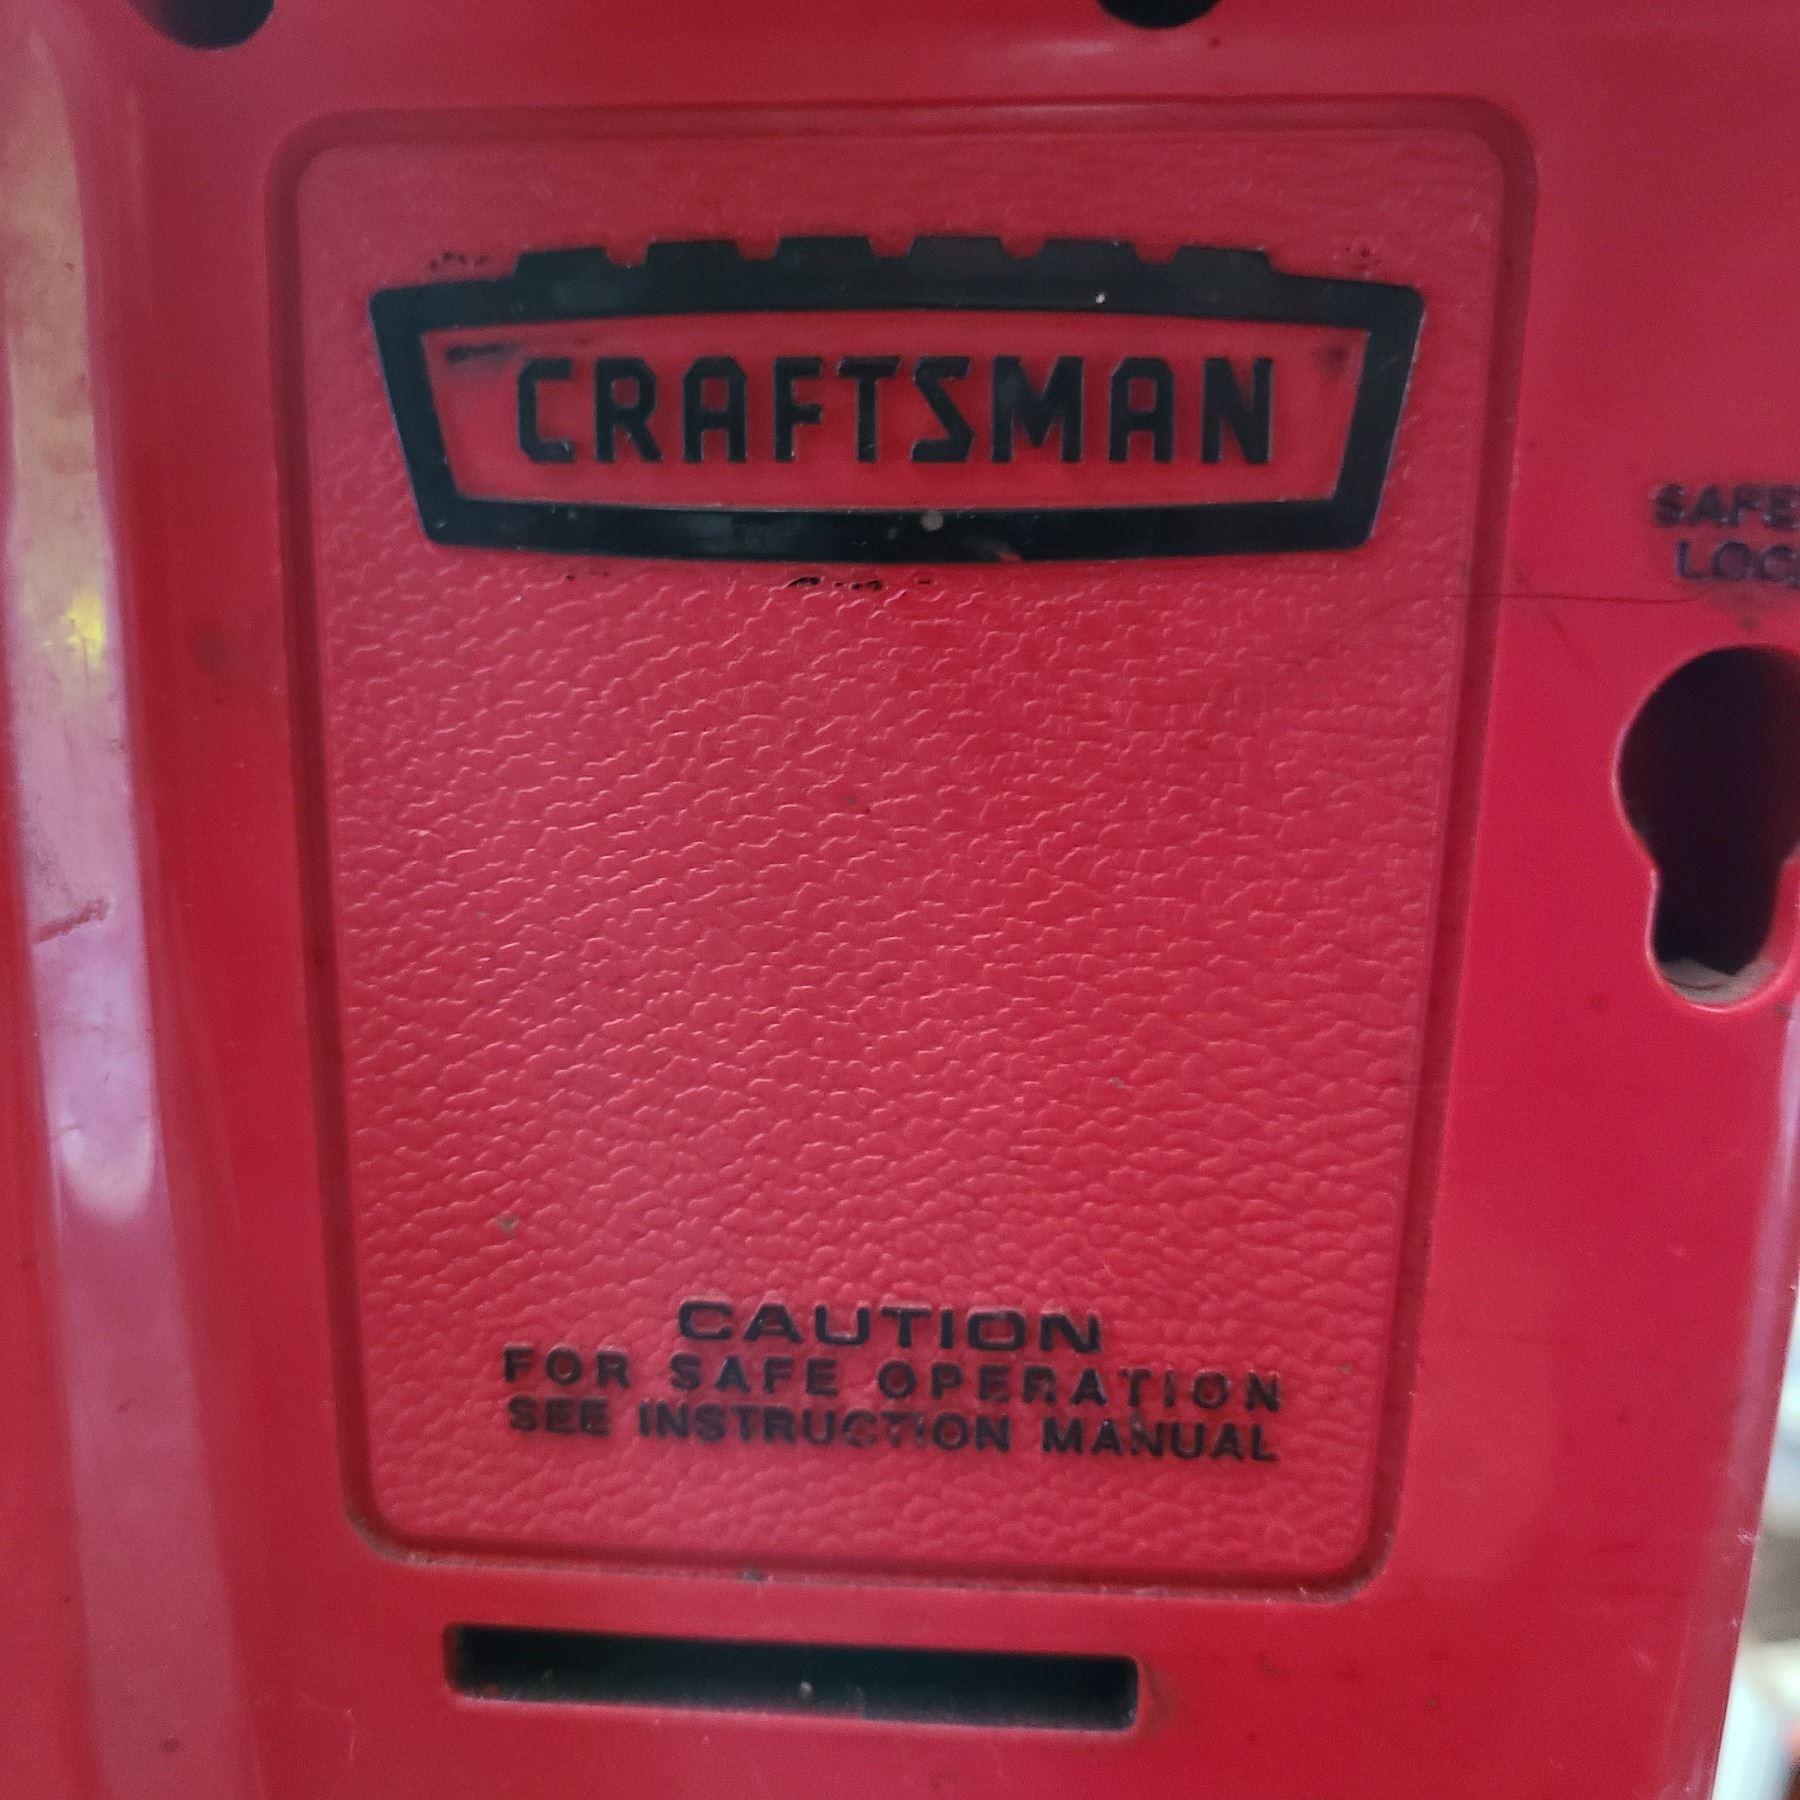 CRAFTSMAN
CAUTION
FOR SAFE OPERATION
SEE INSTRUCTION MANUAL